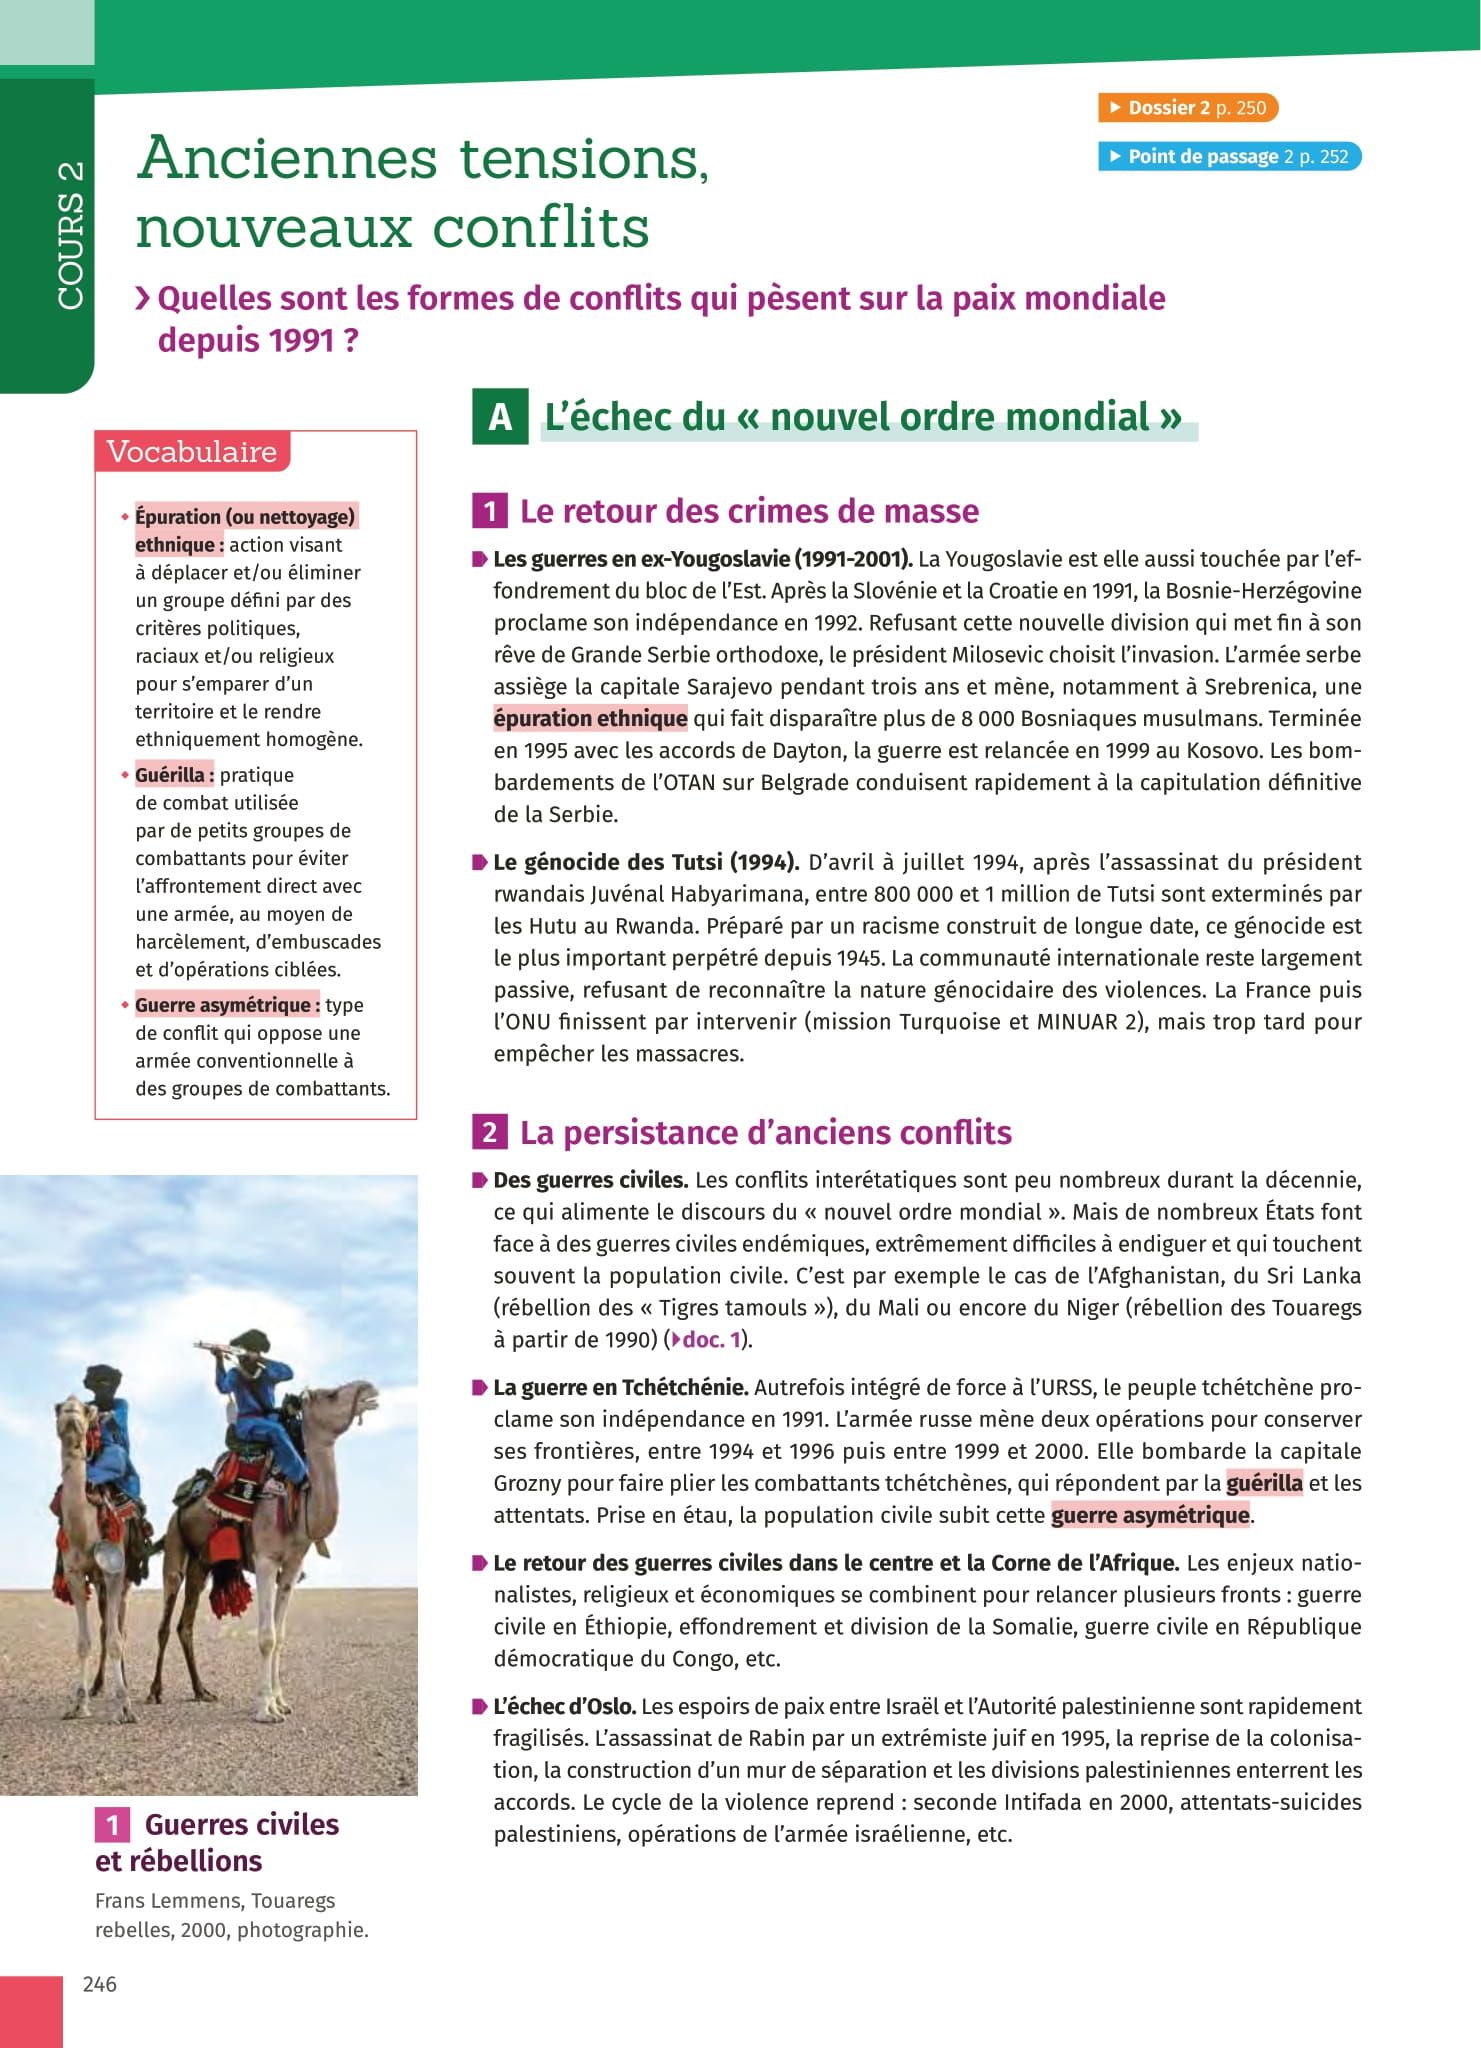 COURS 2
▶ Dossier 2 p. 250
▶ Point de passage 2 p. 252
Anciennes tensions,
nouveaux conflits
❯ Quelles sont les formes de conflits qui pèsent sur la paix mondiale
depuis 1991 ?
Vocabulaire
• Épuration (ou nettoyage)
ethnique : action visant
à déplacer et/ou éliminer
un groupe défini par des
critères politiques,
raciaux et/ou religieux
pour s’emparer d’un
territoire et le rendre
ethniquement homogène.
• Guérilla : pratique
de combat utilisée
par de petits groupes de
combattants pour éviter
l’affrontement direct avec
une armée, au moyen de
harcèlement, d’embuscades
et d’opérations ciblées.
• Guerre asymétrique : type
de conflit qui oppose une
armée conventionnelle à
des groupes de combattants.
A L’échec du « nouvel ordre mondial »
1 Le retour des crimes de masse
Les guerres en ex-Yougoslavie (1991-2001). La Yougoslavie est elle aussi touchée par l’ef-
fondrement du bloc de l’Est. Après la Slovénie et la Croatie en 1991, la Bosnie-Herzégovine
proclame son indépendance en 1992. Refusant cette nouvelle division qui met fin à son
rêve de Grande Serbie orthodoxe, le président Milosevic choisit l’invasion. L’armée serbe
assiège la capitale Sarajevo pendant trois ans et mène, notamment à Srebrenica, une
épuration ethnique qui fait disparaître plus de 8 000 Bosniaques musulmans. Terminée
en 1995 avec les accords de Dayton, la guerre est relancée en 1999 au Kosovo. Les bom-
bardements de l’OTAN sur Belgrade conduisent rapidement à la capitulation définitive
de la Serbie.
Le génocide des Tutsi (1994). D’avril à juillet 1994, après l’assassinat du président
rwandais Juvénal Habyarimana, entre 800 000 et 1 million de Tutsi sont exterminés par
les Hutu au Rwanda. Préparé par un racisme construit de longue date, ce génocide est
le plus important perpétré depuis 1945. La communauté internationale reste largement
passive, refusant de reconnaître la nature génocidaire des violences. La France puis
l’ONU finissent par intervenir (mission Turquoise et MINUAR 2), mais trop tard pour
empêcher les massacres.
2 La persistance d’anciens conflits
Des guerres civiles. Les conflits interétatiques sont peu nombreux durant la décennie,
ce qui alimente le discours du « nouvel ordre mondial ». Mais de nombreux États font
face à des guerres civiles endémiques, extrêmement difficiles à endiguer et qui touchent
souvent la population civile. C’est par exemple le cas de l’Afghanistan, du Sri Lanka
(rébellion des « Tigres tamouls »), du Mali ou encore du Niger (rébellion des Touaregs
à partir de 1990) (▸doc. 1).
La guerre en Tchétchénie. Autrefois intégré de force à l’URSS, le peuple tchétchène pro-
clame son indépendance en 1991. L’armée russe mène deux opérations pour conserver
ses frontières, entre 1994 et 1996 puis entre 1999 et 2000. Elle bombarde la capitale
Grozny pour faire plier les combattants tchétchènes, qui répondent par la guérilla et les
attentats. Prise en étau, la population civile subit cette guerre asymétrique.
Le retour des guerres civiles dans le centre et la Corne de l’Afrique. Les enjeux natio-
nalistes, religieux et économiques se combinent pour relancer plusieurs fronts : guerre
civile en Éthiopie, effondrement et division de la Somalie, guerre civile en République
démocratique du Congo, etc.
L’échec d’Oslo. Les espoirs de paix entre Israël et l’Autorité palestinienne sont rapidement
fragilisés. L’assassinat de Rabin par un extrémiste juif en 1995, la reprise de la colonisa-
tion, la construction d’un mur de séparation et les divisions palestiniennes enterrent les
accords. Le cycle de la violence reprend : seconde Intifada en 2000, attentats-suicides
palestiniens, opérations de l’armée israélienne, etc.
1 Guerres civiles
et rébellions
Frans Lemmens, Touaregs
rebelles, 2000, photographie.
246